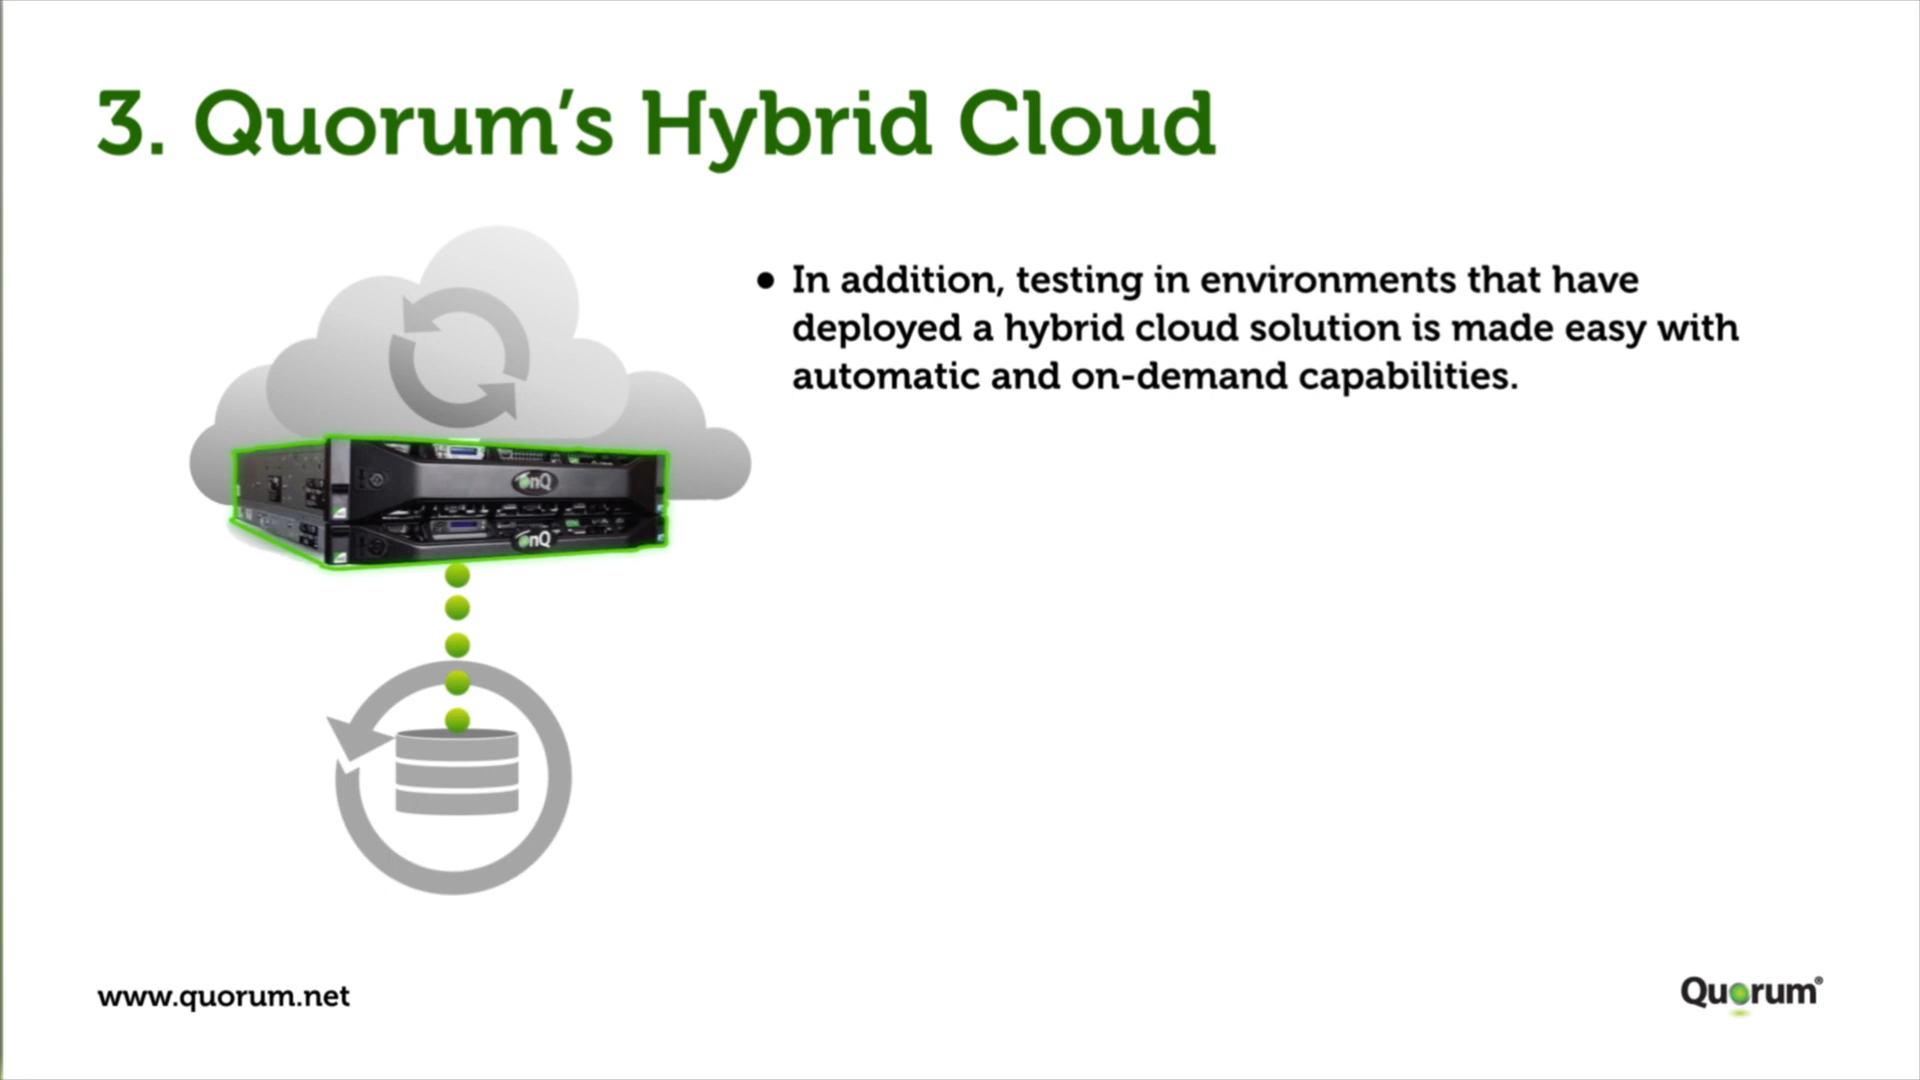 3. Quorum’s Hybrid Cloud
● In addition, testing in environments that have
deployed a hybrid cloud solution is made easy with
automatic and on-demand capabilities.
onQ
onQ
www.quorum.net
Quorum®